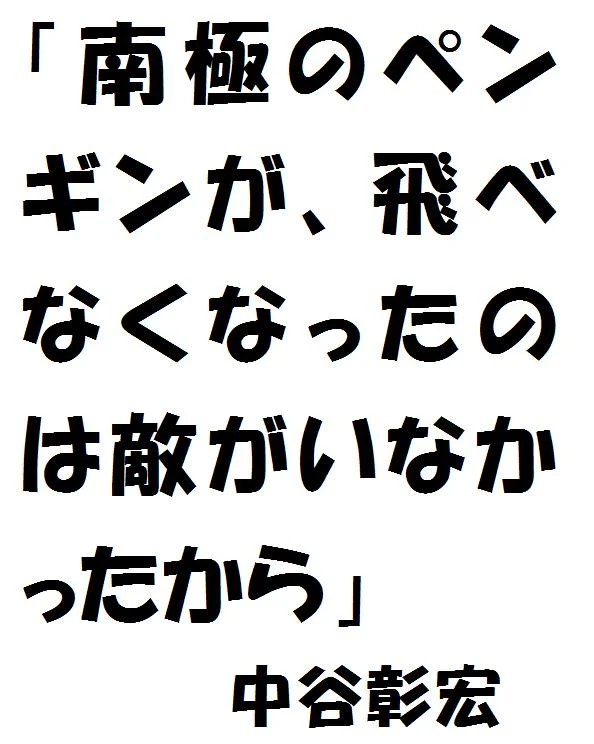 「南極のペン
ギンが、飛べ
なくなったの
は敵がいなか
ったから」
中谷彰宏